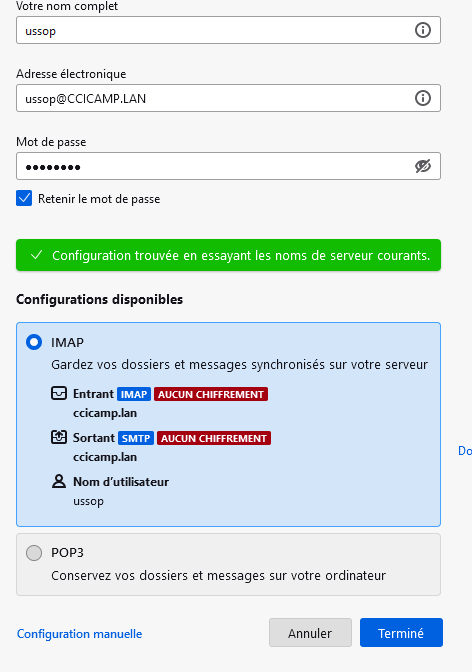 Votre nom complet
ussop
Adresse électronique
ussop@CCICAMP.LAN
Mot de passe
Retenir le mot de passe
Configuration trouvée en essayant les noms de serveur courants.
Configurations disponibles
IMAP
Gardez vos dossiers et messages synchronisés sur votre serveur
Entrant IMAP AUCUN CHIFFREMENT
ccicamp.lan
Sortant SMTP AUCUN CHIFFREMENT
ccicamp.lan
Do
Nom d'utilisateur
ussop
POP3
Conservez vos dossiers et messages sur votre ordinateur
Configuration manuelle Annuler Terminé